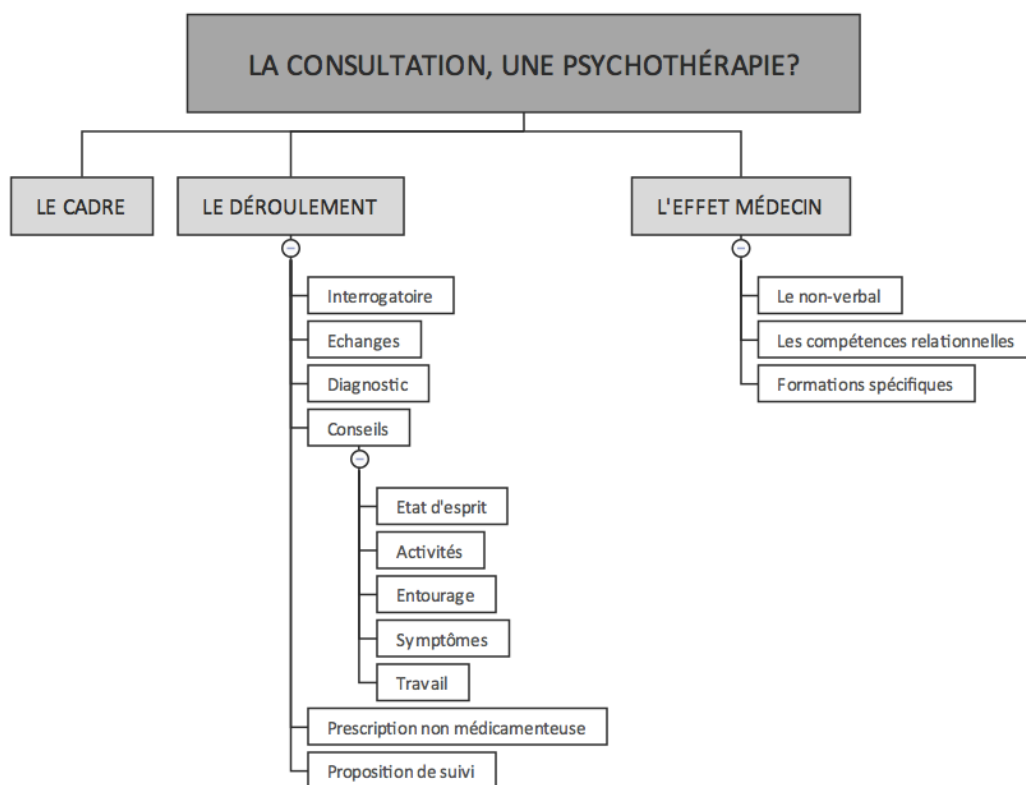 LA CONSULTATION, UNE PSYCHOTHÉRAPIE?
LE CADRE
LE DÉROULEMENT
Interrogatoire
Echanges
Diagnostic
Conseils
Etat d'esprit
Activités
Entourage
Symptômes
Travail
Prescription non médicamenteuse
Proposition de suivi
L'EFFET MÉDECIN
Le non-verbal
Les compétences relationnelles
Formations spécifiques